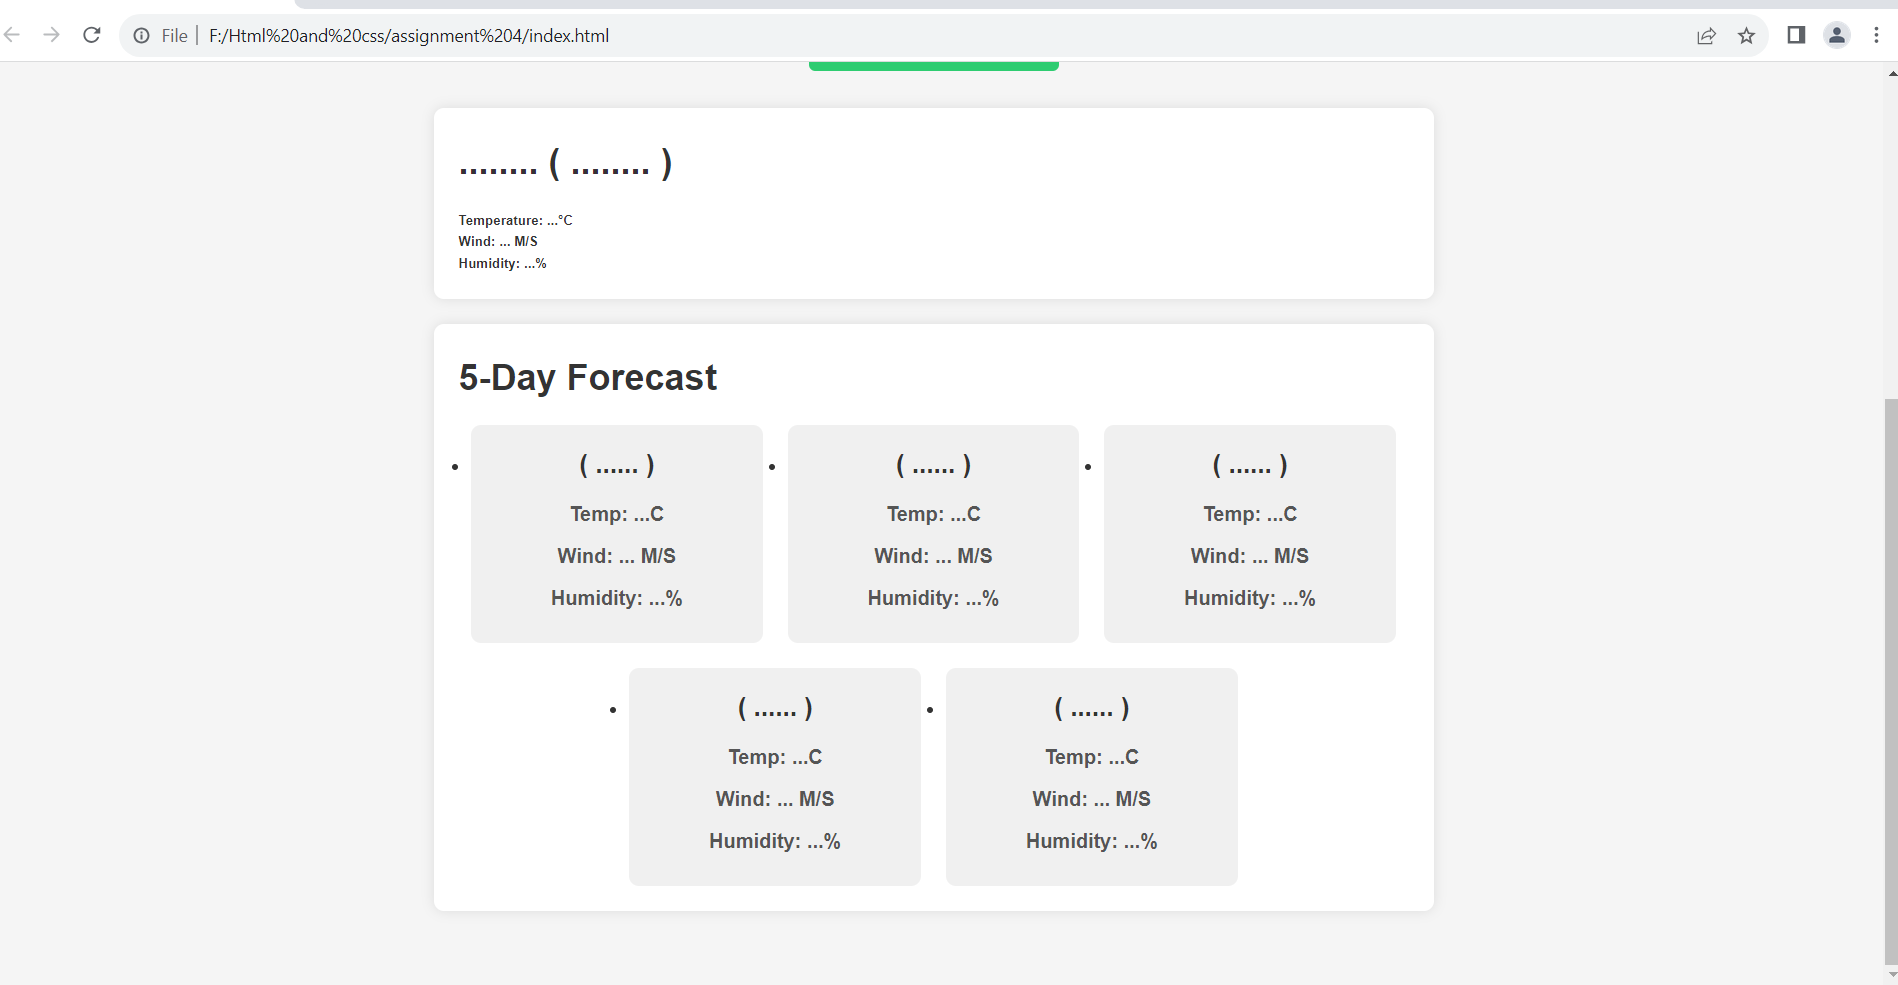 File | F:/Html%20and%20css/assignment%204/index.html
........ ( ........ )
Temperature: ...°C
Wind: ... M/S
Humidity: ...%
5-Day Forecast
( ...... )
Temp: ...C
Wind: ... M/S
Humidity: ...%
( ...... )
Temp: ...C
Wind: ... M/S
Humidity: ...%
( ...... )
Temp: ...C
Wind: ... M/S
Humidity: ...%
( ...... )
Temp: ...C
Wind: ... M/S
Humidity: ...%
( ...... )
Temp: ...C
Wind: ... M/S
Humidity: ...%